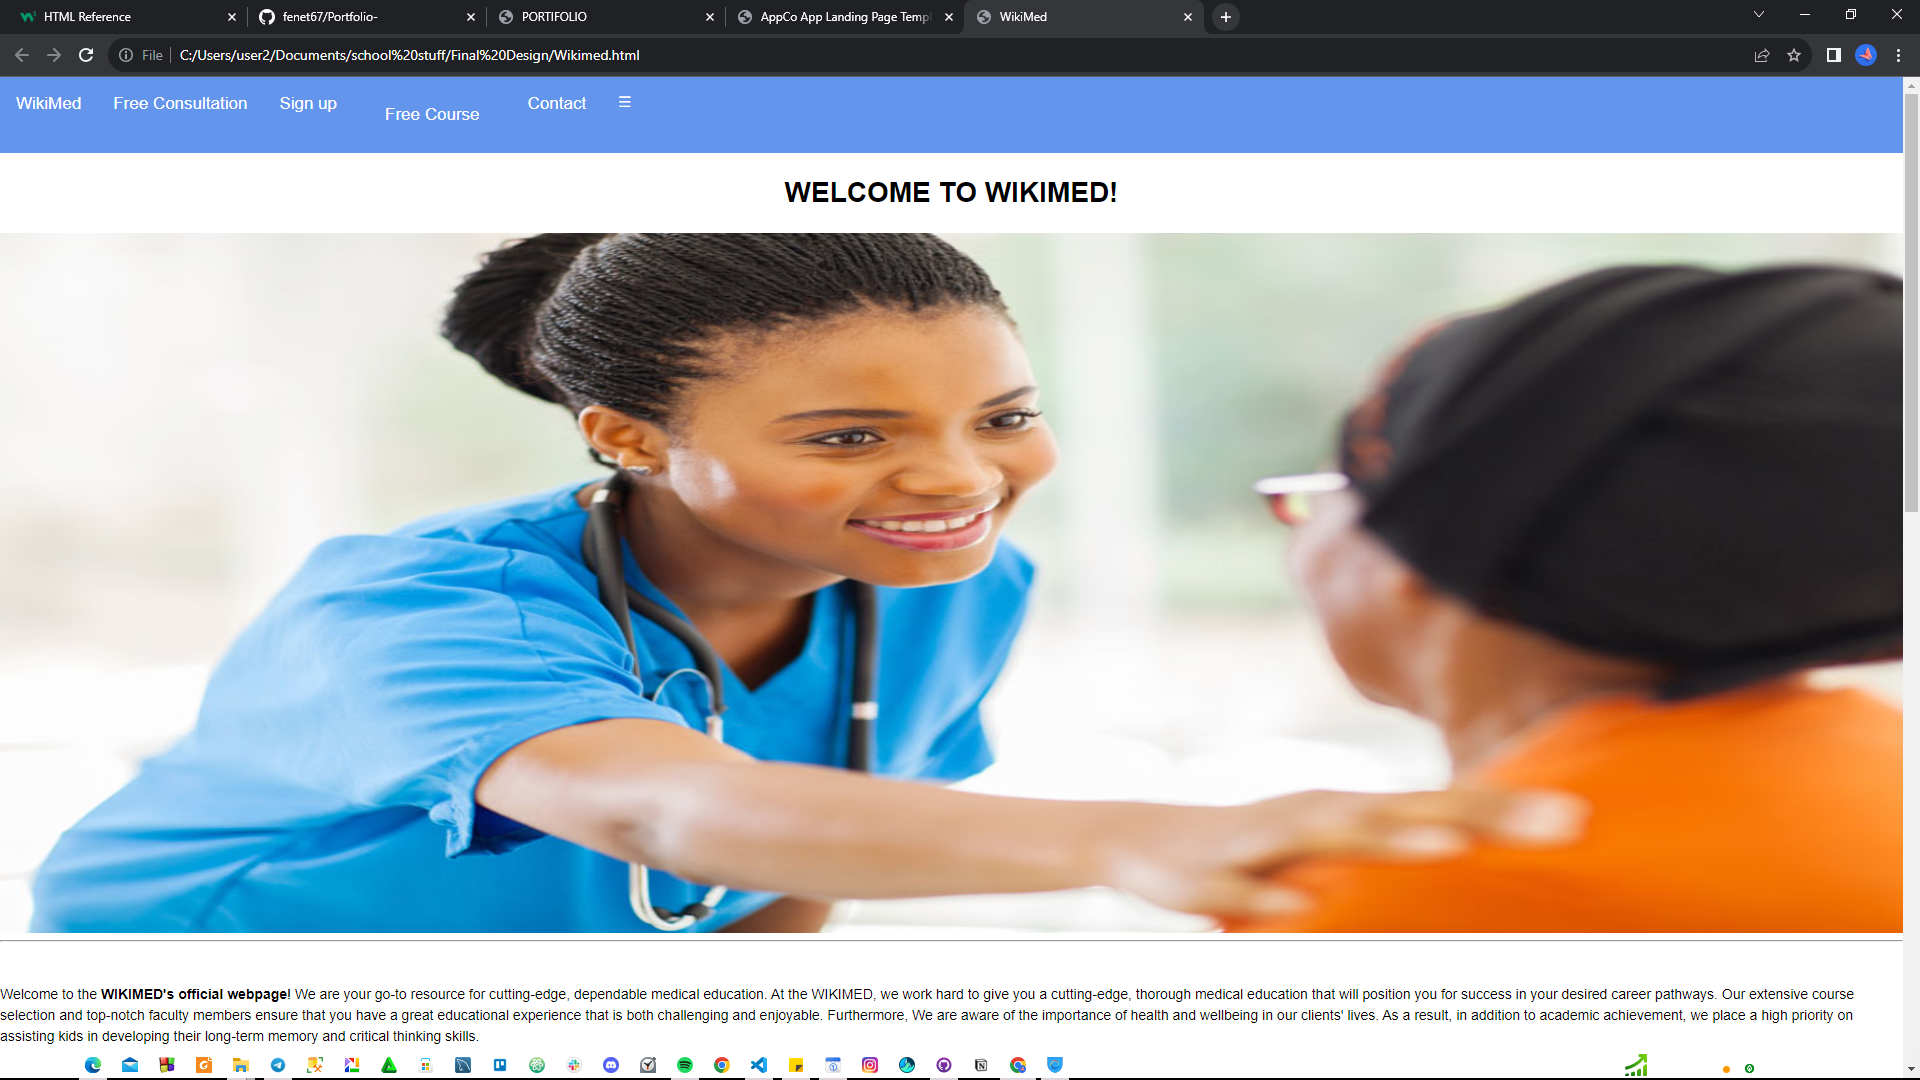 HTML Reference
fenet67/Portfolio-
PORTIFOLIO
AppCo App Landing Page Temp
WikiMed
File
C:/Users/user2/Documents/school%20stuff/Final%20Design/Wikimed.html
WikiMed Free Consultation Sign up Free Course Contact ☰
WELCOME TO WIKIMED!
Welcome to the WIKIMED's official webpage! We are your go-to resource for cutting-edge, dependable medical education. At the WIKIMED, we work hard to give you a cutting-edge, thorough medical education that will position you for success in your desired career pathways. Our extensive course
selection and top-notch faculty members ensure that you have a great educational experience that is both challenging and enjoyable. Furthermore, We are aware of the importance of health and wellbeing in our clients' lives. As a result, in addition to academic achievement, we place a high priority on
assisting kids in developing their long-term memory and critical thinking skills.